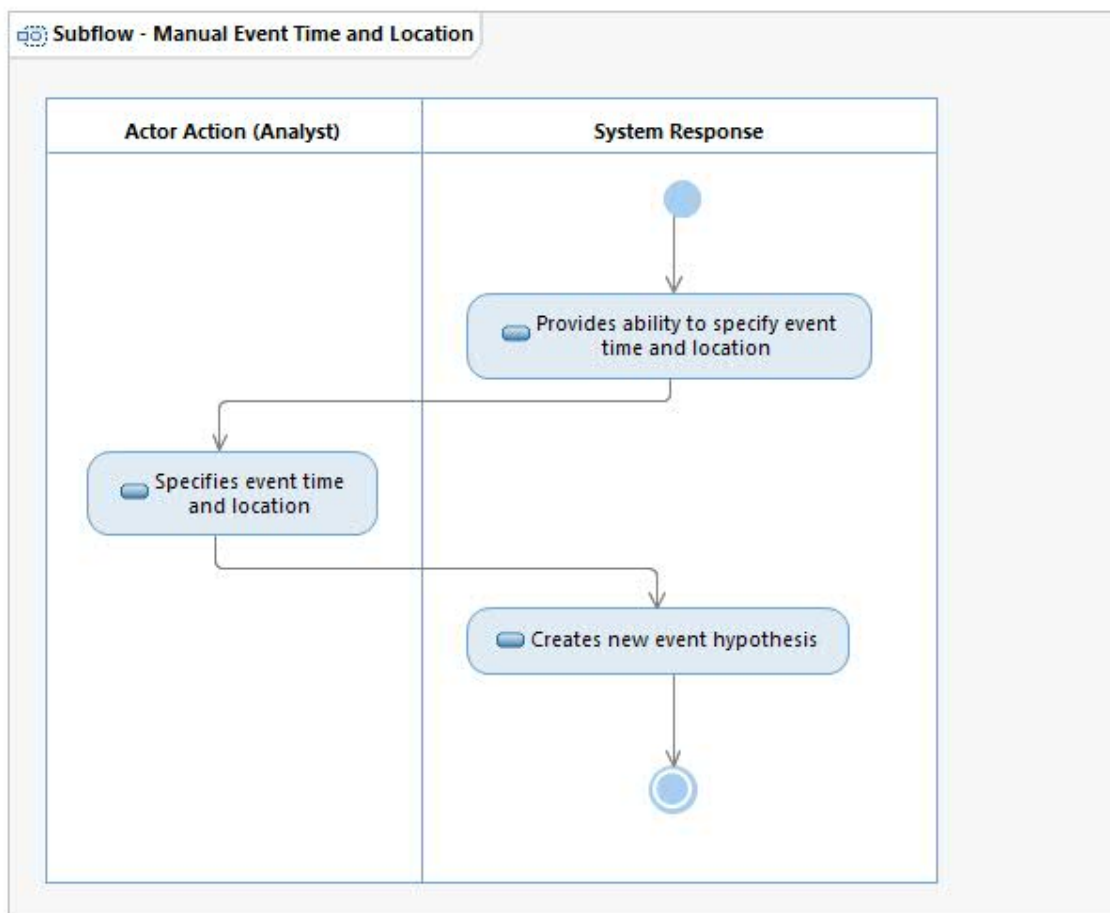 Subflow - Manual Event Time and Location
Actor Action (Analyst)
System Response
Provides ability to specify event
time and location
Specifies event time
and location
Creates new event hypothesis